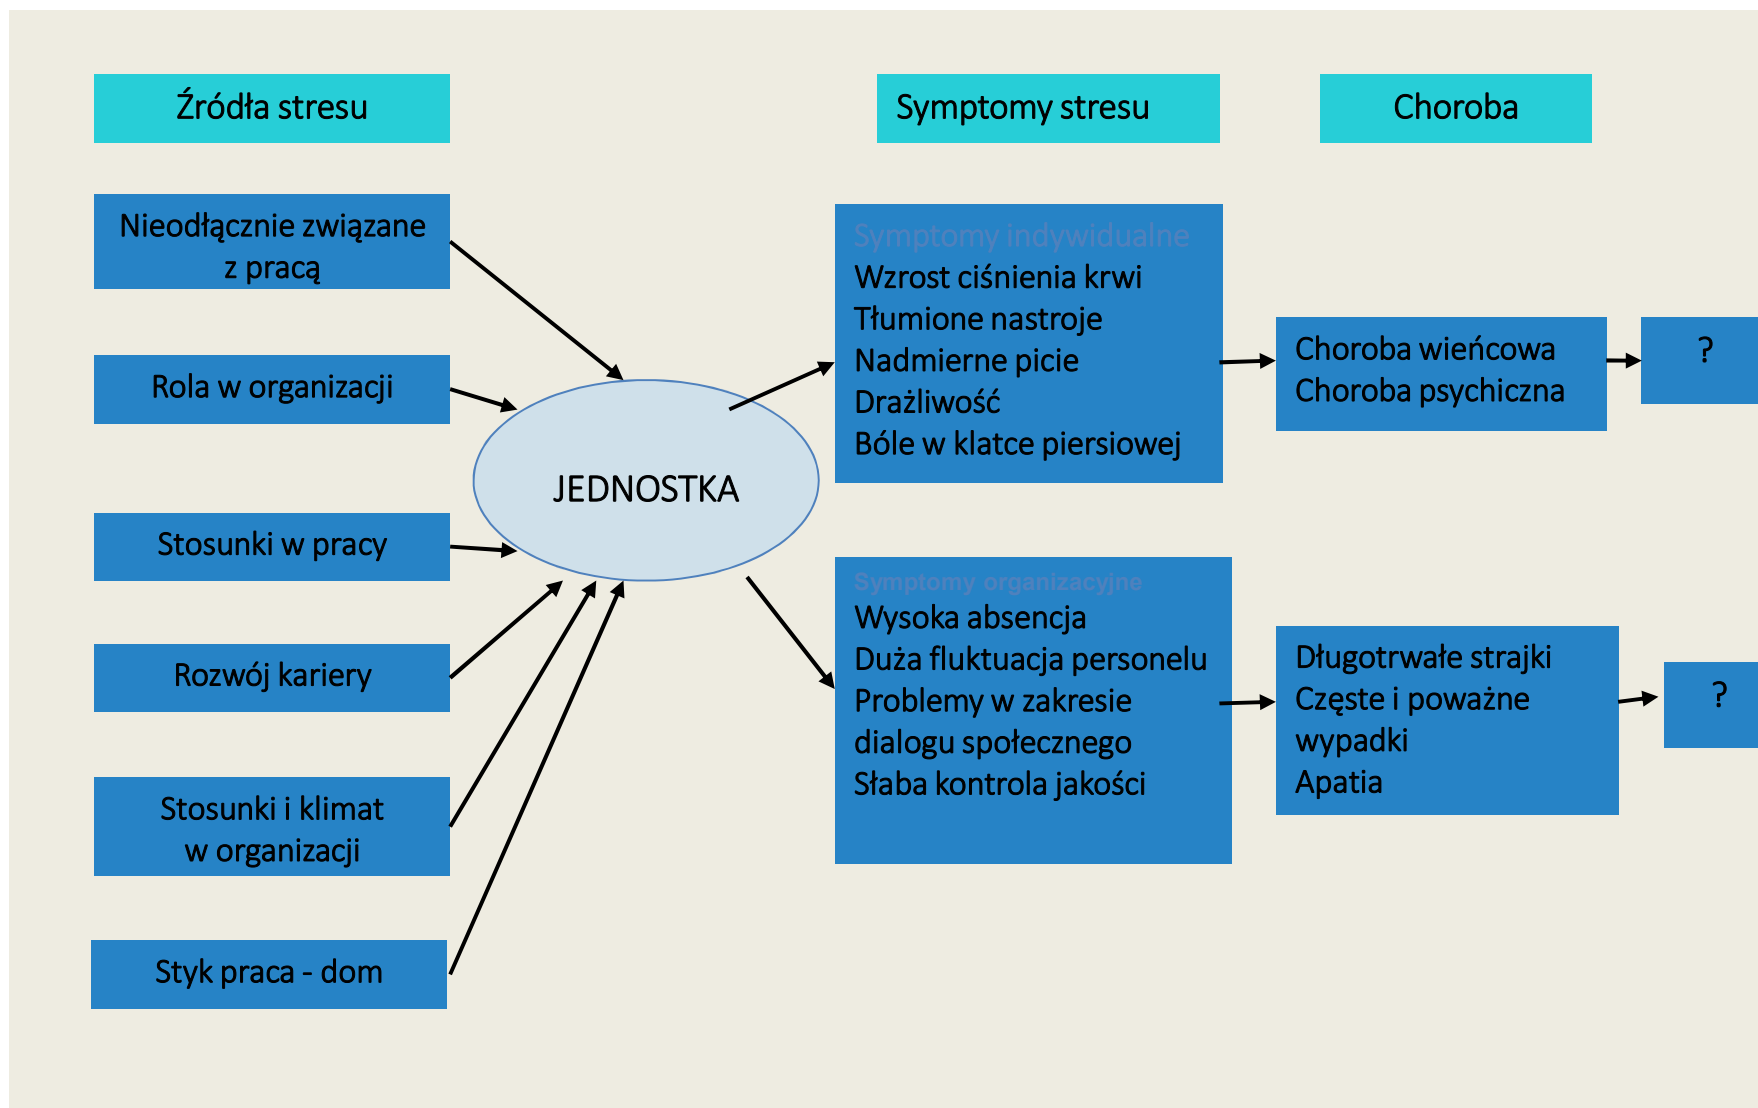 Źródła stresu
Symptomy stresu
Choroba
Nieodłącznie związane
z pracą
Rola w organizacji
Stosunki w pracy
Rozwój kariery
Stosunki i klimat
w organizacji
Styk praca - dom
JEDNOSTKA
Symptomy indywidualne
Wzrost ciśnienia krwi
Tłumione nastroje
Nadmierne picie
Drażliwość
Bóle w klatce piersiowej
Choroba wieńcowa
Choroba psychiczna
?
Symptomy organizacyjne
Wysoka absencja
Duża fluktuacja personelu
Problemy w zakresie
dialogu społecznego
Słaba kontrola jakości
Długotrwałe strajki
Częste i poważne
wypadki
Apatia
?